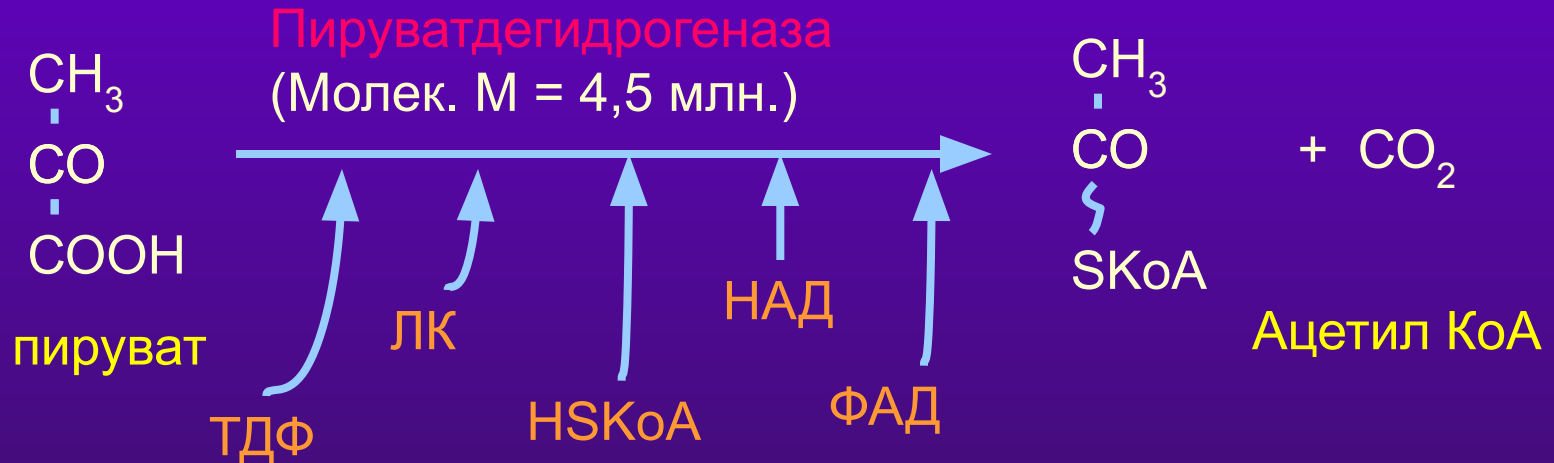 Пируватдегидрогеназа
(Молек. М = 4,5 млн.)
CH3
CO
COOH
пируват
ТДФ
ЛК
HSKoA
НАД
ФАД
CH3
CO
SKoA
+ CO2
Ацетил КоА